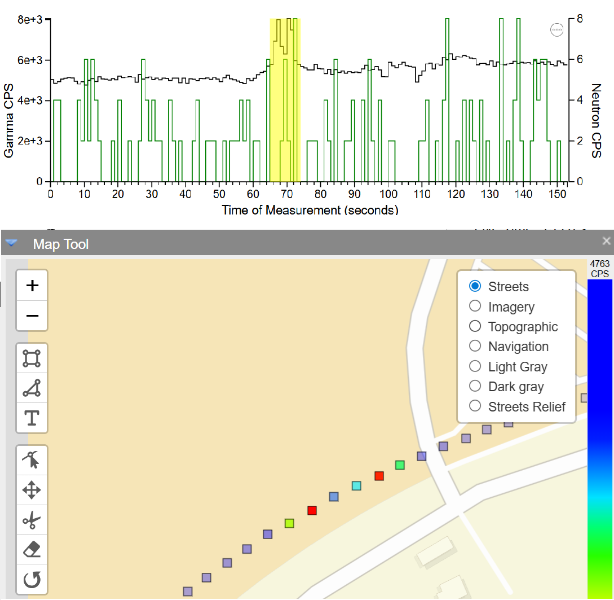 8e+3
6e+3
4e+3
2e+3
0
Gamma CPS
8
6
4
2
0
Neutron CPS
0 10 20 30 40 50 60 70 80 90 100 110 120 130 140 150
Time of Measurement (seconds)
Map Tool
×
4763
CPS
+
−
T
Streets
Imagery
Topographic
Navigation
Light Gray
Dark gray
Streets Relief